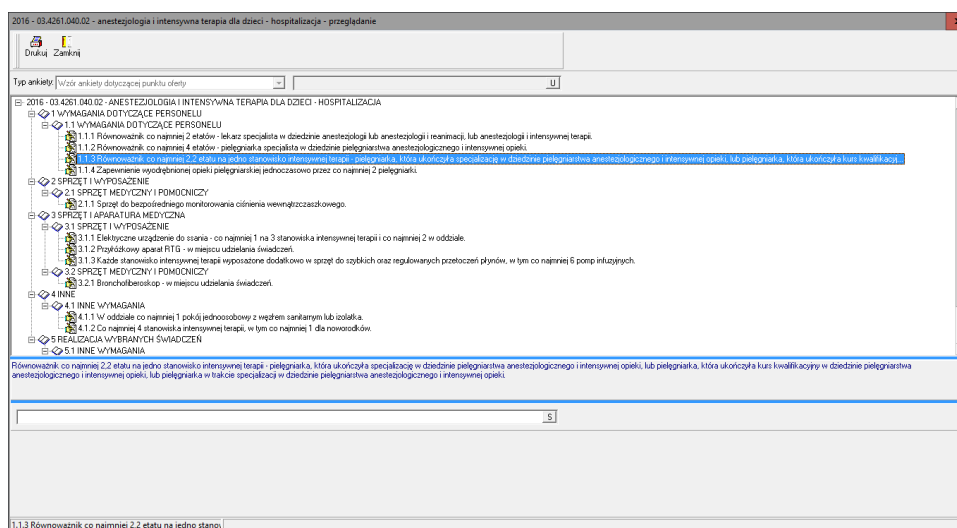 2016 - 03.4261.040.02 - anestezjologia i intensywna terapia dla dzieci - hospitalizacja - przeglądanie
Drukuj Zamknij
Typ ankiety: Wzór ankiety dotyczącej punktu oferty U
2016 - 03.4261.040.02 - ANESTEZJOLOGIA I INTENSYWNA TERAPIA DLA DZIECI - HOSPITALIZACJA
1 WYMAGANIA DOTYCZĄCE PERSONELU
1.1 WYMAGANIA DOTYCZĄCE PERSONELU
1.1.1 Równoważnik co najmniej 2 etatów - lekarz specjalista w dziedzinie anestezjologii lub anestezjologii i reanimacji, lub anestezjologii i intensywnej terapii.
1.1.2 Równoważnik co najmniej 4 etatów - pielęgniarka specjalista w dziedzinie pielęgniarstwa anestezjologicznego i intensywnej opieki.
1.1.3 Równoważnik co najmniej 2,2 etatu na jedno stanowisko intensywnej terapii - pielęgniarka, która ukończyła specjalizację w dziedzinie pielęgniarstwa anestezjologicznego i intensywnej opieki, lub pielęgniarka, która ukończyła kurs kwalifikacyj...
1.1.4 Zapewnienie wyodrębnionej opieki pielęgniarskiej jednoczasowo przez co najmniej 2 pielęgniarki.
2 SPRZĘT I WYPOSAŻENIE
2.1 SPRZĘT MEDYCZNY I POMOCNICZY
2.1.1 Sprzęt do bezpośredniego monitorowania ciśnienia wewnątrzczaszkowego.
3 SPRZĘT I APARATURA MEDYCZNA
3.1 SPRZĘT I WYPOSAŻENIE
3.1.1 Elektryczne urządzenie do ssania - co najmniej 1 na 3 stanowiska intensywnej terapii i co najmniej 2 w oddziale.
3.1.2 Przyłóżkowy aparat RTG - w miejscu udzielania świadczeń.
3.1.3 Każde stanowisko intensywnej terapii wyposażone dodatkowo w sprzęt do szybkich oraz regulowanych przetoczeń płynów, w tym co najmniej 6 pomp infuzyjnych.
3.2 SPRZĘT MEDYCZNY I POMOCNICZY
3.2.1 Bronchofiberoskop - w miejscu udzielania świadczeń.
4 INNE
4.1 INNE WYMAGANIA
4.1.1 W oddziale co najmniej 1 pokój jednoosobowy z węzłem sanitarnym lub izolatka.
4.1.2 Co najmniej 4 stanowiska intensywnej terapii, w tym co najmniej 1 dla noworodków.
5 REALIZACJA WYBRANYCH ŚWIADCZEŃ
5.1 INNE WYMAGANIA
Równoważnik co najmniej 2,2 etatu na jedno stanowisko intensywnej terapii - pielęgniarka, która ukończyła specjalizację w dziedzinie pielęgniarstwa anestezjologicznego i intensywnej opieki, lub pielęgniarka, która ukończyła kurs kwalifikacyjny w dziedzinie pielęgniarstwa
anestezjologicznego i intensywnej opieki, lub pielęgniarka w trakcie specjalizacji w dziedzinie pielęgniarstwa anestezjologicznego i intensywnej opieki.
S
1.1.3 Równoważnik co najmniej 2,2 etatu na jedno stanow